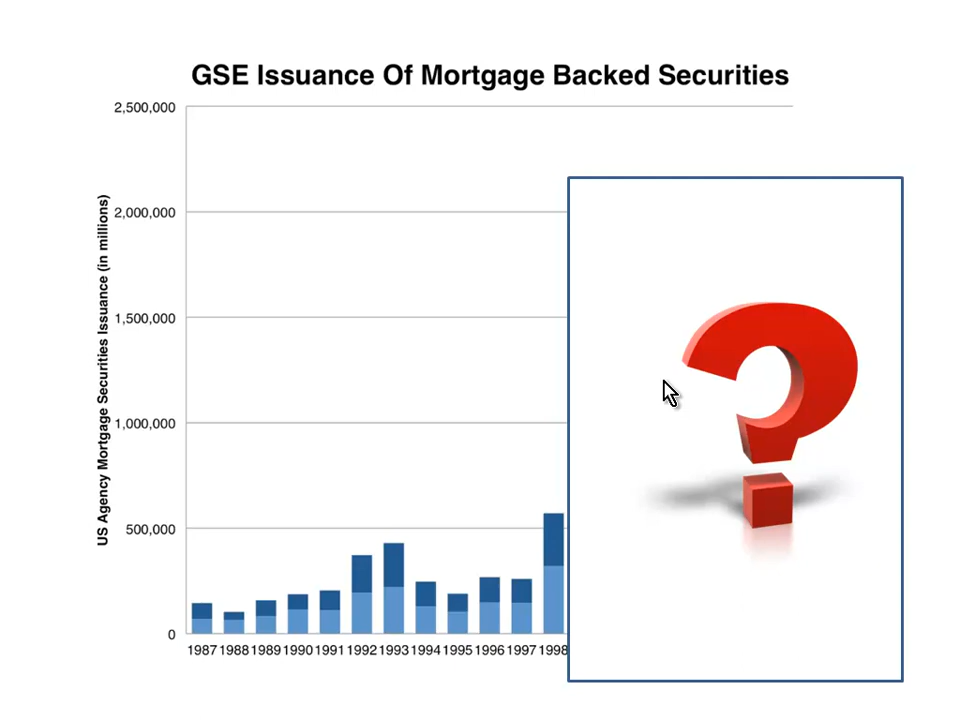 GSE Issuance Of Mortgage Backed Securities
US Agency Mortgage Securities Issuance (in millions)
2,500,000
2,000,000
1,500,000
1,000,000
500,000
0
1987 1988 1989 1990 1991 1992 1993 1994 1995 1996 1997 1998
?